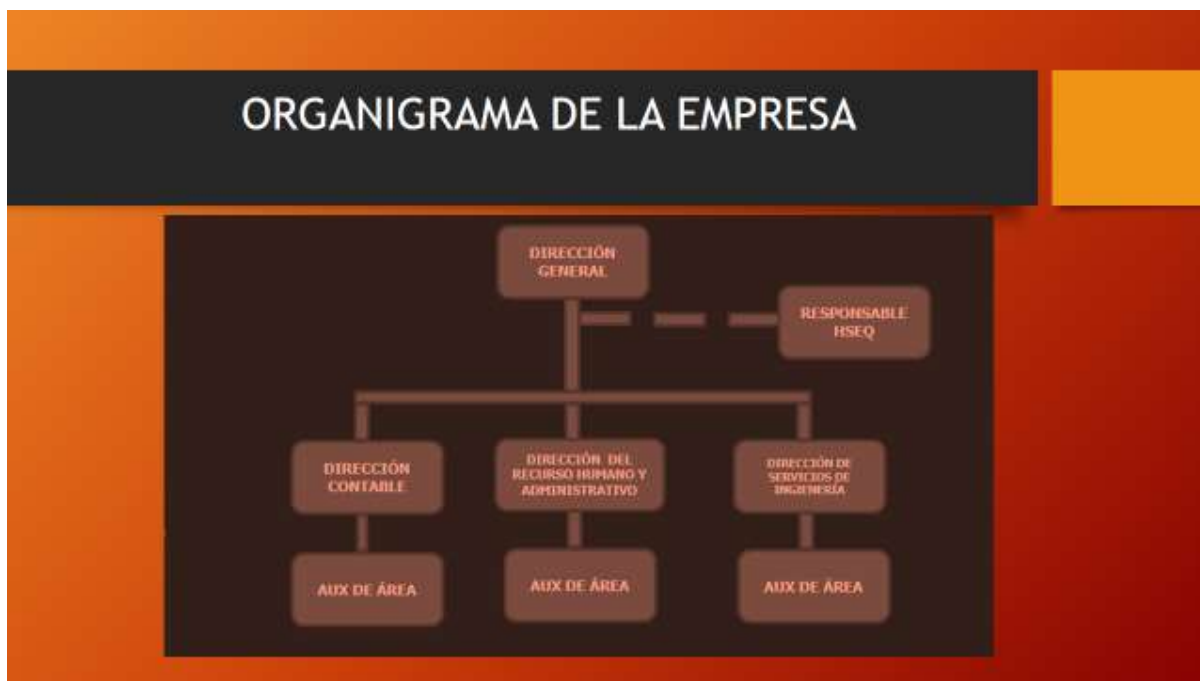 ORGANIGRAMA DE LA EMPRESA
DIRECCIÓN
GENERAL
RESPONSABLE
HSEQ
DIRECCIÓN
CONTABLE
DIRECCIÓN DEL
RECURSO HUMANO Y
ADMINISTRATIVO
DIRECCIÓN DE
SERVICIOS DE
INGIENERÍA
AUX DE ÁREA
AUX DE ÁREA
AUX DE ÁREA